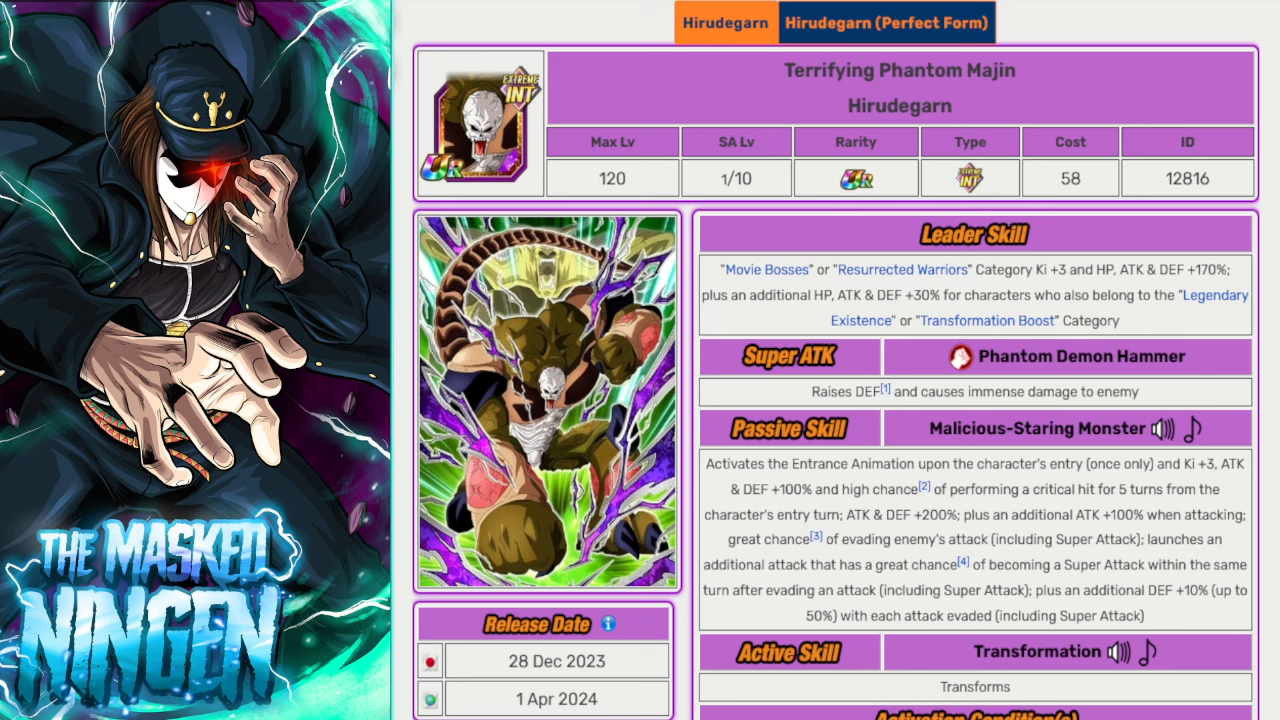 THE MASKED
NINGEN
Hirudegarn
Hirudegarn (Perfect Form)
EXTREME
INT
UR
Terrifying Phantom Majin
Hirudegarn
Max Lv
SA Lv
Rarity
Type
Cost
ID
120
1/10
UR
EXTREME
INT
58
12816
Leader Skill
"Movie Bosses" or "Resurrected Warriors" Category Ki +3 and HP, ATK & DEF +170%;
plus an additional HP, ATK & DEF +30% for characters who also belong to the "Legendary
Existence" or "Transformation Boost" Category
Super ATK
Phantom Demon Hammer
Raises DEF[1] and causes immense damage to enemy
Passive Skill
Malicious-Staring Monster
Activates the Entrance Animation upon the character's entry (once only) and Ki +3, ATK
& DEF +100% and high chance[2] of performing a critical hit for 5 turns from the
character's entry turn; ATK & DEF +200%; plus an additional ATK +100% when attacking;
great chance[3] of evading enemy's attack (including Super Attack); launches an
additional attack that has a great chance[4] of becoming a Super Attack within the same
turn after evading an attack (including Super Attack); plus an additional DEF +10% (up to
50%) with each attack evaded (including Super Attack)
Active Skill
Transformation
Transforms
Activation Condition(s)
Release Date
28 Dec 2023
1 Apr 2024